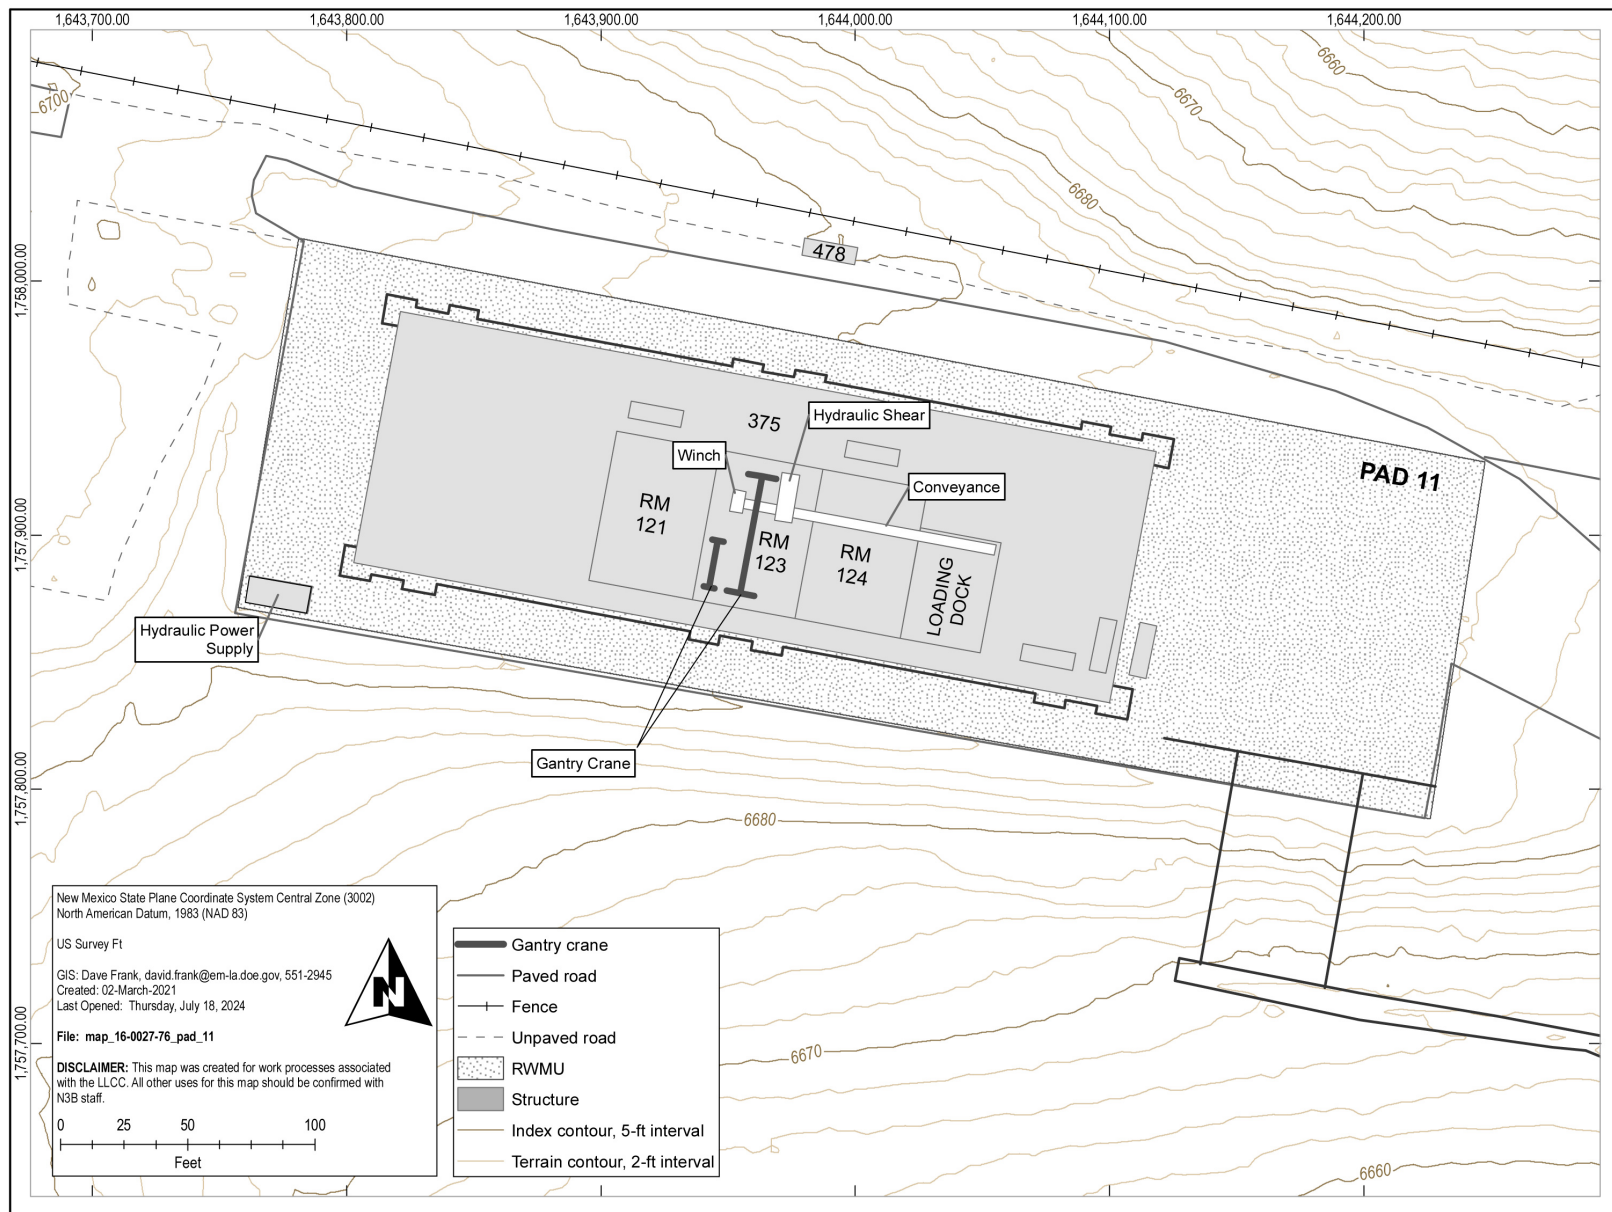 1,643,700.00
1,643,800.00
1,643,900.00
1,644,000.00
1,644,100.00
1,644,200.00
6660
6700
6670
6680
478
1,758,000.00
375
Hydraulic Shear
Winch
Conveyance
PAD 11
RM
121
RM
123
RM
124
LOADING
DOCK
1,757,900.00
Hydraulic Power
Supply
Gantry Crane
1,757,800.00
6680
New Mexico State Plane Coordinate System Central Zone (3002)
North American Datum, 1983 (NAD 83)
US Survey Ft
GIS: Dave Frank, david.frank@em-la.doe.gov, 551-2945
Created: 02-March-2021
Last Opened: Thursday, July 18, 2024
File: map_16-0027-76_pad_11
DISCLAIMER: This map was created for work processes associated
with the LLCC. All other uses for this map should be confirmed with
N3B staff.
0 25 50 100
Feet
N
Gantry crane
Paved road
Fence
Unpaved road
RWMU
Structure
Index contour, 5-ft interval
Terrain contour, 2-ft interval
1,757,700.00
6670
6660